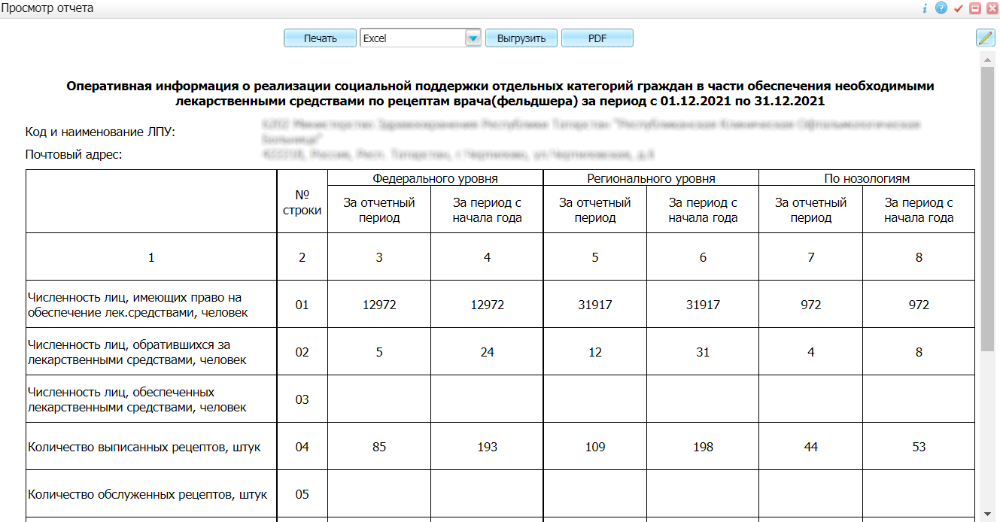 Просмотр отчета
Печать Excel Выгрузить PDF
Оперативная информация о реализации социальной поддержки отдельных категорий граждан в части обеспечения необходимыми
лекарственными средствами по рецептам врача(фельдшера) за период с 01.12.2021 по 31.12.2021
Код и наименование ЛПУ:
Почтовый адрес:
№ строки
Федерального уровня Регионального уровня По нозологиям
За отчетный период За период с начала года За отчетный период За период с начала года За отчетный период За период с начала года
1 2 3 4 5 6 7 8
Численность лиц, имеющих право на
обеспечение лек.средствами, человек
01 12972 12972 31917 31917 972 972
Численность лиц, обратившихся за
лекарственными средствами, человек
02 5 24 12 31 4 8
Численность лиц, обеспеченных
лекарственными средствами, человек
03
Количество выписанных рецептов, штук 04 85 193 109 198 44 53
Количество обслуженных рецептов, штук 05